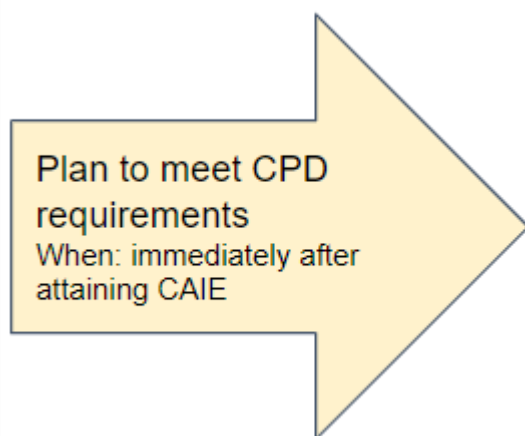 Plan to meet CPD
requirements
When: immediately after
attaining CAIE